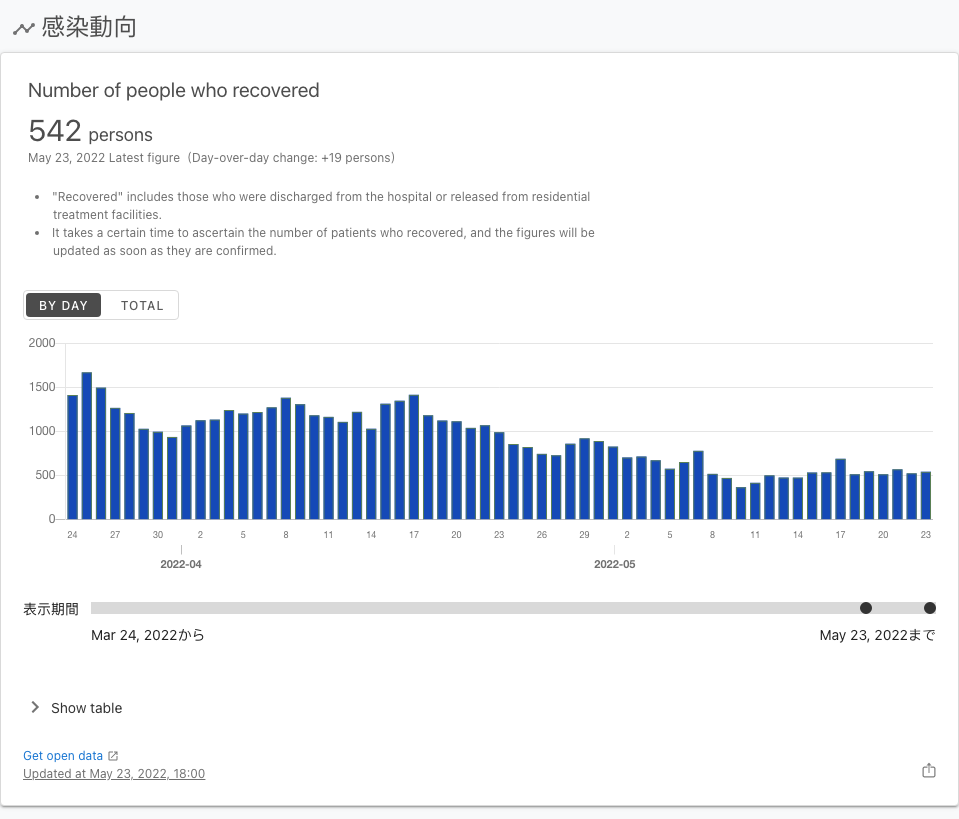 感染動向
Number of people who recovered
542 persons
May 23, 2022 Latest figure (Day-over-day change: +19 persons)
• "Recovered" includes those who were discharged from the hospital or released from residential
treatment facilities.
• It takes a certain time to ascertain the number of patients who recovered, and the figures will be
updated as soon as they are confirmed.
BY DAY TOTAL
2000
1500
1000
500
0
24 27 30 2 5 8 11 14 17 20 23 26 29 2 5 8 11 14 17 20 23
2022-04 2022-05
表示期間
Mar 24, 2022から May 23, 2022まで
Show table
Get open data
Updated at May 23, 2022, 18:00